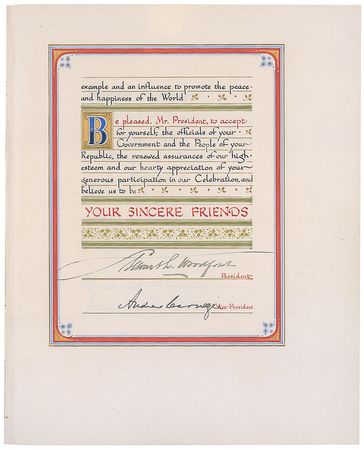 example and an influence to promote the peace
and happiness of the World
Be pleased, Mr. President, to accept
for yourself, the officials of your
Government and the People of your
Republic, the renewed assurances of our high
esteem and our hearty appreciation of your
generous participation in our Celebration, and
believe us to be
YOUR SINCERE FRIENDS
Stewart L. Woodford
President
Andrew Carnegie Vice-President